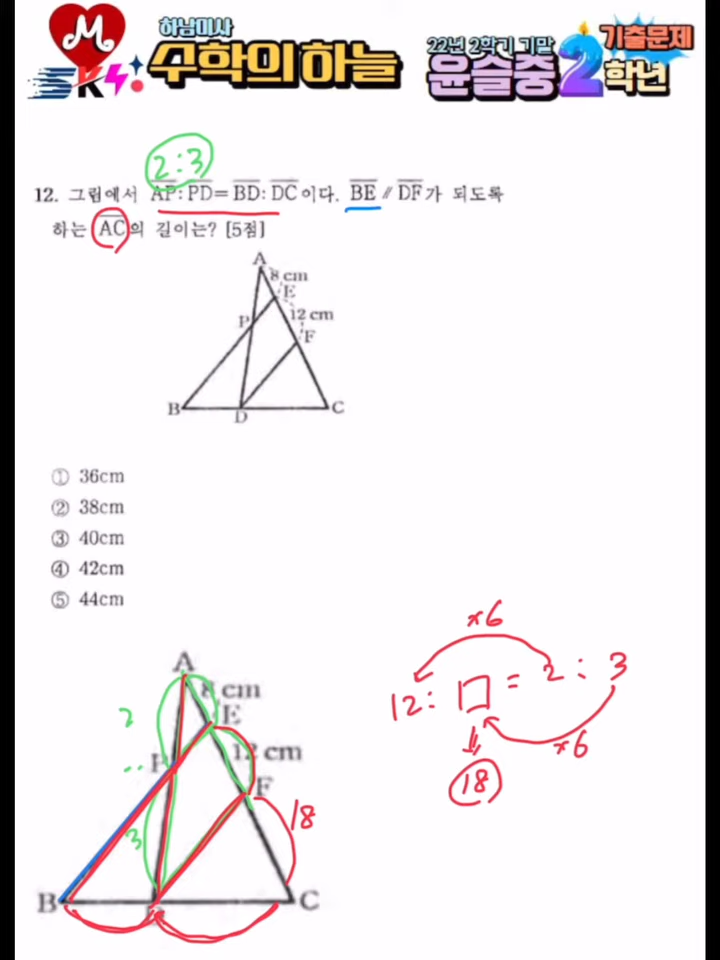 M
SK4
하남미사
수학의하늘
22년 2학기 기말
윤슬중2학년
기출문제
2:3
12. 그림에서 AP:PD=BD:DC이다. BE∥DF가 되도록
하는 AC의 길이는? [5점]
A
8 cm
E
12 cm
P
F
B
D
C
① 36cm
② 38cm
③ 40cm
④ 42cm
⑤ 44cm
A
8 cm
E
2
12 cm
P
F
3
18
B
C
×6
12:□=2:3
×6
⇓
18